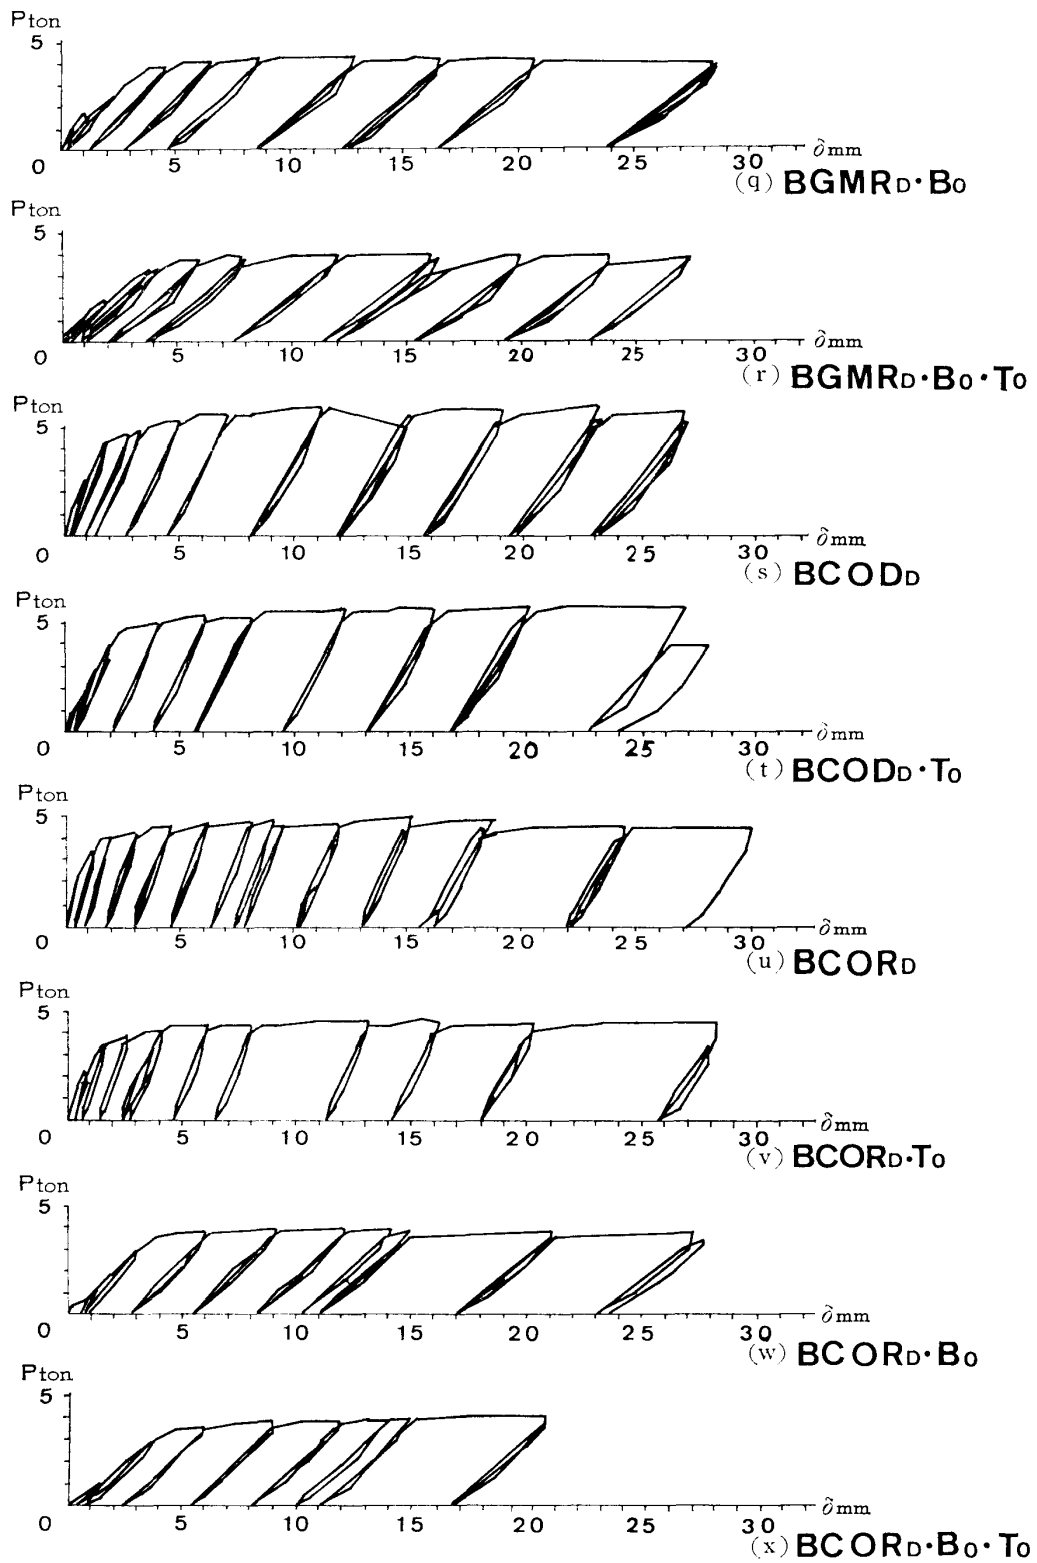 Pton
5
0 5 10 15 20 25 30 δmm
(q) BGMRD·B0
Pton
5
0 5 10 15 20 25 30 δmm
(r) BGMRD·B0·T0
Pton
5
0 5 10 15 20 25 30 δmm
(s) BCODD
Pton
5
0 5 10 15 20 25 30 δmm
(t) BCODD·T0
Pton
5
0 5 10 15 20 25 30 δmm
(u) BCORD
Pton
5
0 5 10 15 20 25 30 δmm
(v) BCORD·T0
Pton
5
0 5 10 15 20 25 30 δmm
(w) BCORD·B0
Pton
5
0 5 10 15 20 25 30 δmm
(x) BCORD·B0·T0